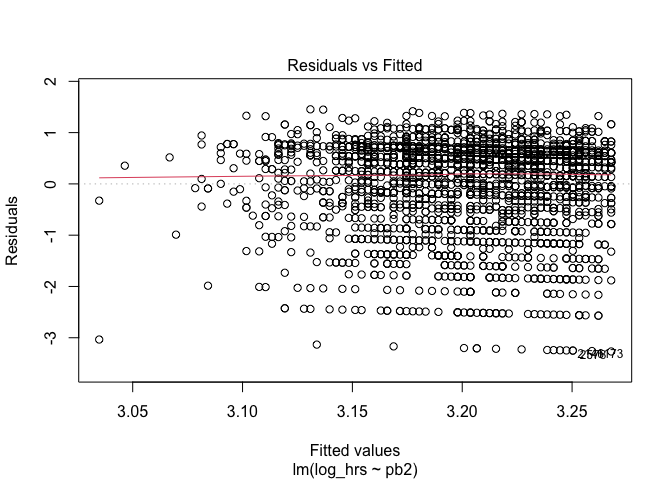 Residuals vs Fitted
Residuals
2
1
0
-1
-2
-3
3.05 3.10 3.15 3.20 3.25
Fitted values
lm(log_hrs ~ pb2)